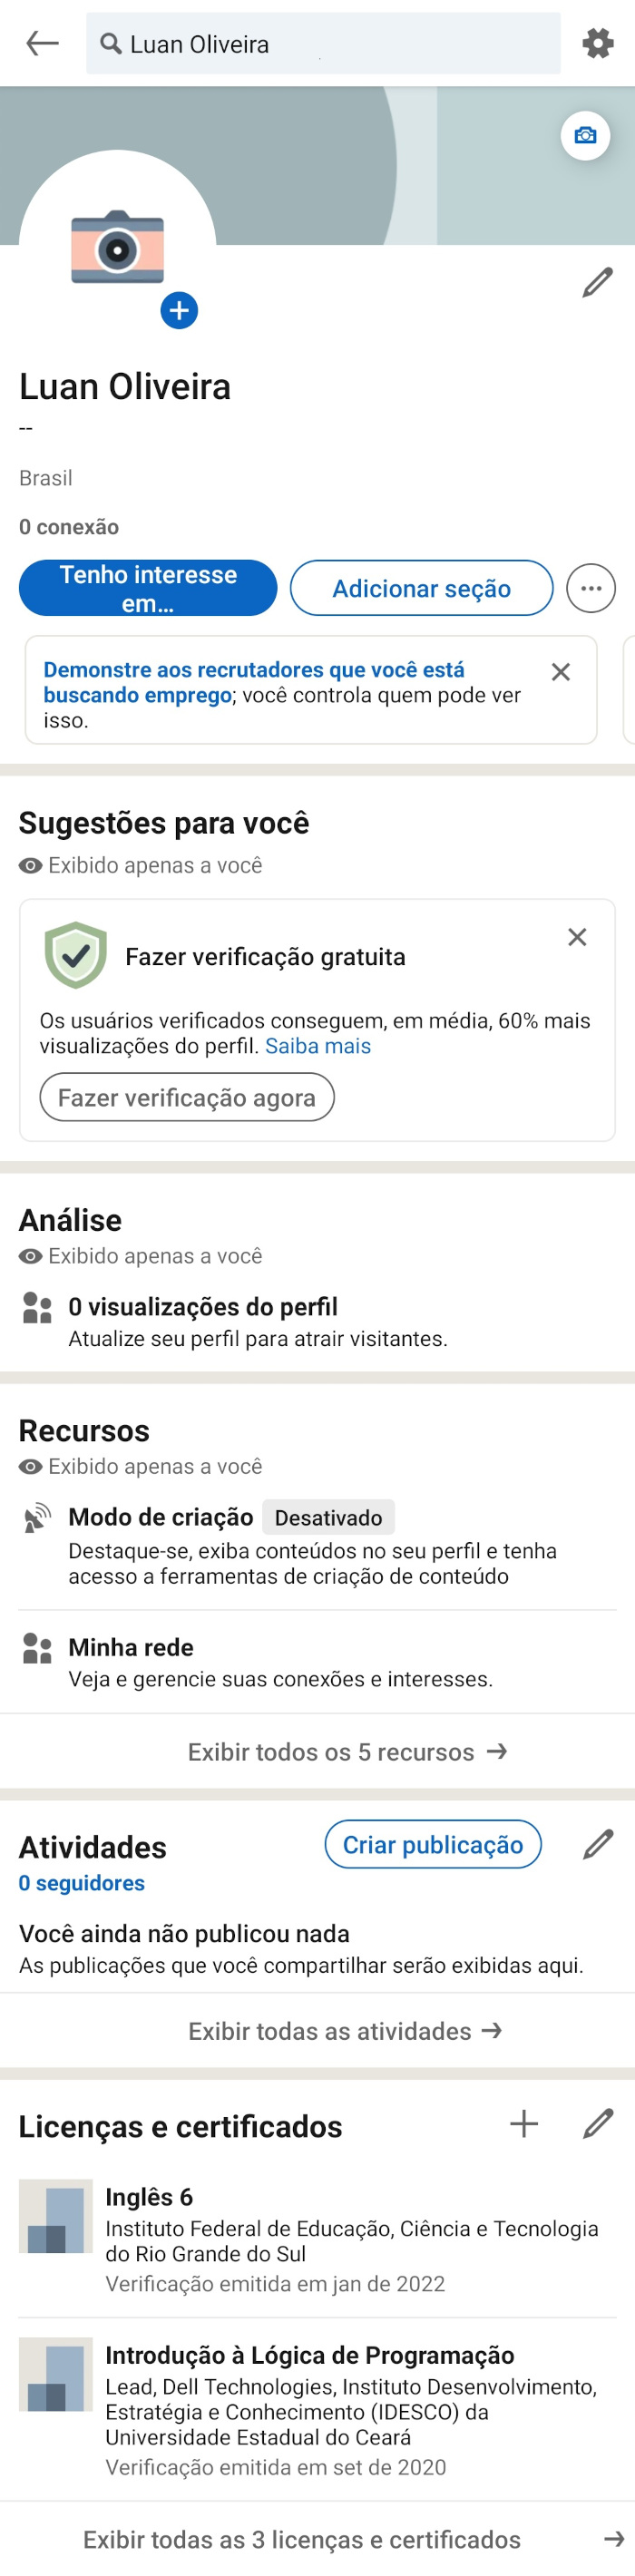 Luan Oliveira
Luan Oliveira
--
Brasil
0 conexão
Tenho interesse
em...
Adicionar seção
Demonstre aos recrutadores que você está
buscando emprego; você controla quem pode ver
isso.
Sugestões para você
Exibido apenas a você
Fazer verificação gratuita
Os usuários verificados conseguem, em média, 60% mais
visualizações do perfil. Saiba mais
Fazer verificação agora
Análise
Exibido apenas a você
0 visualizações do perfil
Atualize seu perfil para atrair visitantes.
Recursos
Exibido apenas a você
Modo de criação Desativado
Destaque-se, exiba conteúdos no seu perfil e tenha
acesso a ferramentas de criação de conteúdo
Minha rede
Veja e gerencie suas conexões e interesses.
Exibir todos os 5 recursos →
Atividades
Criar publicação
0 seguidores
Você ainda não publicou nada
As publicações que você compartilhar serão exibidas aqui.
Exibir todas as atividades →
Licenças e certificados
Inglês 6
Instituto Federal de Educação, Ciência e Tecnologia
do Rio Grande do Sul
Verificação emitida em jan de 2022
Introdução à Lógica de Programação
Lead, Dell Technologies, Instituto Desenvolvimento,
Estratégia e Conhecimento (IDESCO) da
Universidade Estadual do Ceará
Verificação emitida em set de 2020
Exibir todas as 3 licenças e certificados →